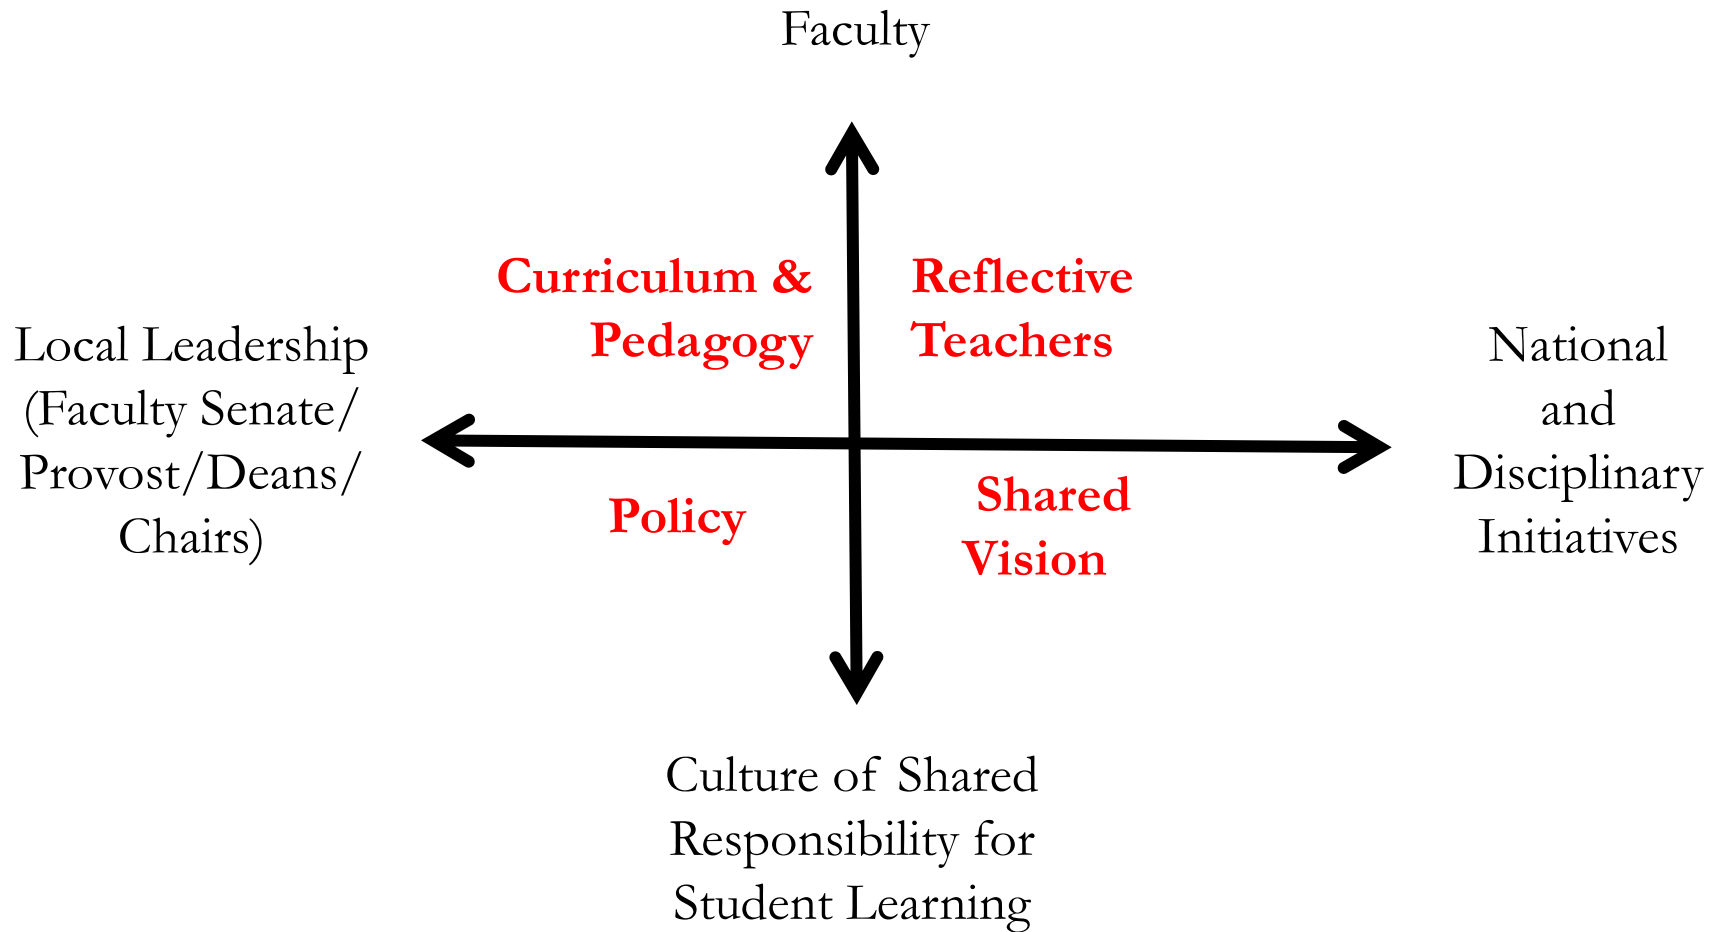 Faculty
Curriculum &
Pedagogy
Reflective
Teachers
Local Leadership
(Faculty Senate/
Provost/Deans/
Chairs)
National
and
Disciplinary
Initiatives
Policy
Shared
Vision
Culture of Shared
Responsibility for
Student Learning